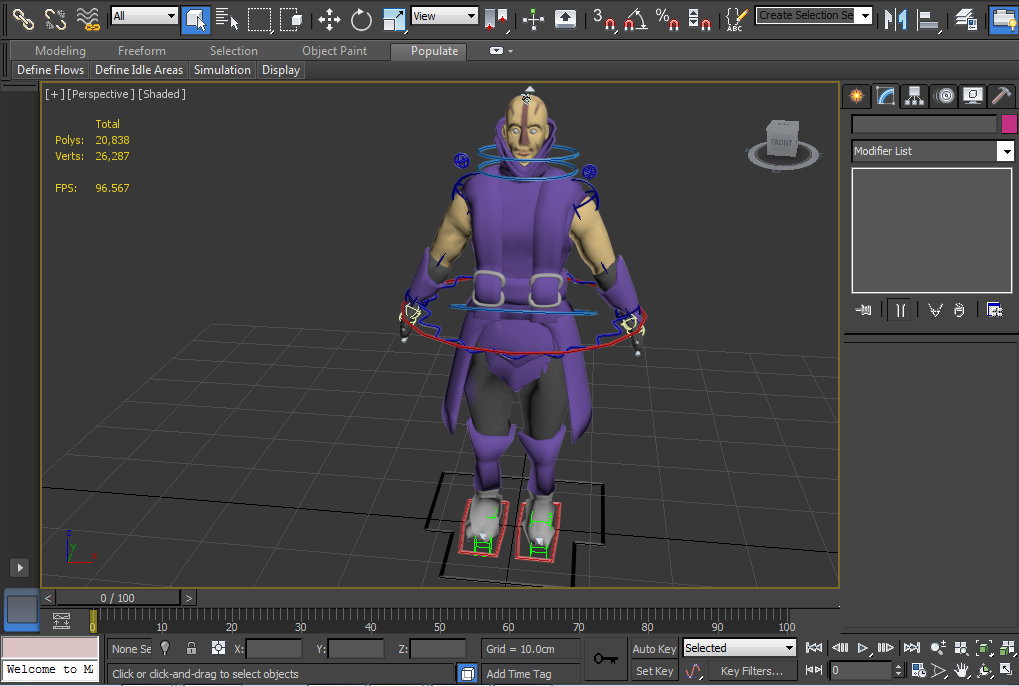 All
View
3
%
ABC
Create Selection Se
Modeling Freeform Selection Object Paint Populate
Define Flows Define Idle Areas Simulation Display
[+] [Perspective] [Shaded]
Total
Polys: 20,838
Verts: 26,287
FPS: 96.567
FRONT
Modifier List
z
y
x
< 0 / 100 >
0 10 20 30 40 50 60 70 80 90 100
None Se X: Y: Z: Grid = 10.0cm Auto Key Selected
Welcome to M
Click or click-and-drag to select objects Add Time Tag Set Key Key Filters... 0